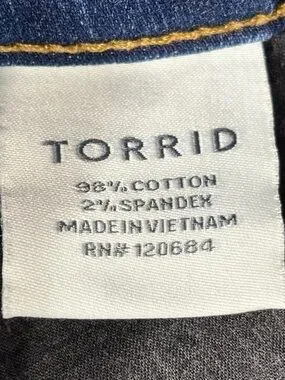 TORRID
98% COTTON
2% SPANDEX
MADE IN VIETNAM
RN# 120684